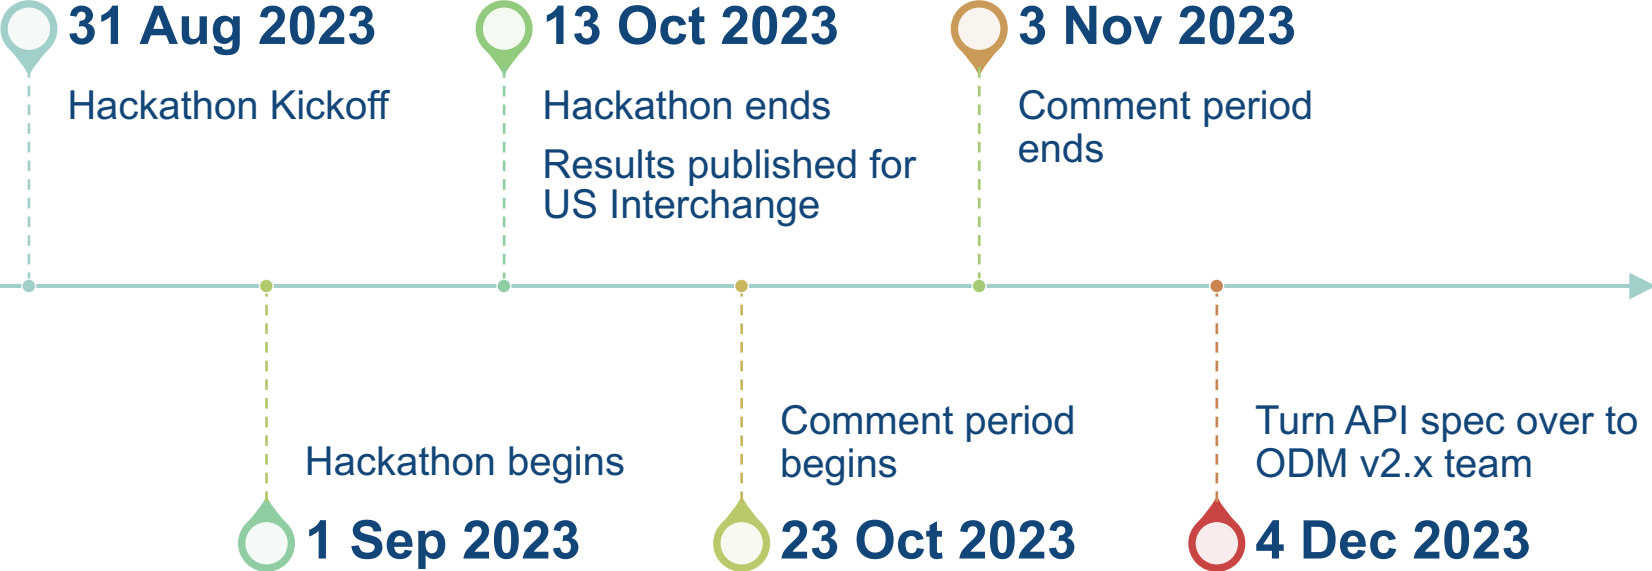 31 Aug 2023
Hackathon Kickoff
13 Oct 2023
Hackathon ends
Results published for
US Interchange
3 Nov 2023
Comment period
ends
Hackathon begins
1 Sep 2023
Comment period
begins
23 Oct 2023
Turn API spec over to
ODM v2.x team
4 Dec 2023